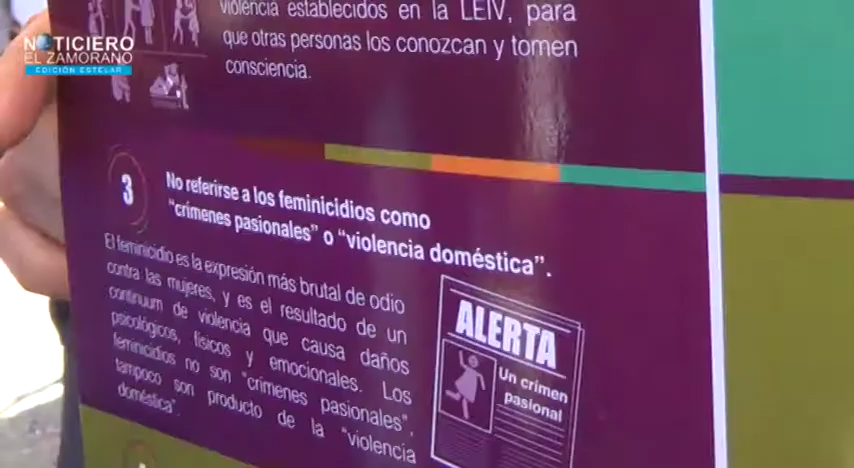 violencia establecidos en la LEIV, para
que otras personas los conozcan y tomen
consciencia.
NOTICIERO
EL ZAMORANO
EDICIÓN ESTELAR
3
No referirse a los feminicidios como
“crímenes pasionales” o “violencia doméstica”.
El feminicidio es la expresión más brutal de odio
contra las mujeres, y es el resultado de un
continuum de violencia que causa daños
psicológicos, físicos y emocionales. Los
feminicidios no son “crímenes pasionales”,
tampoco son producto de la “violencia
doméstica”.
ALERTA
Un crimen
pasional